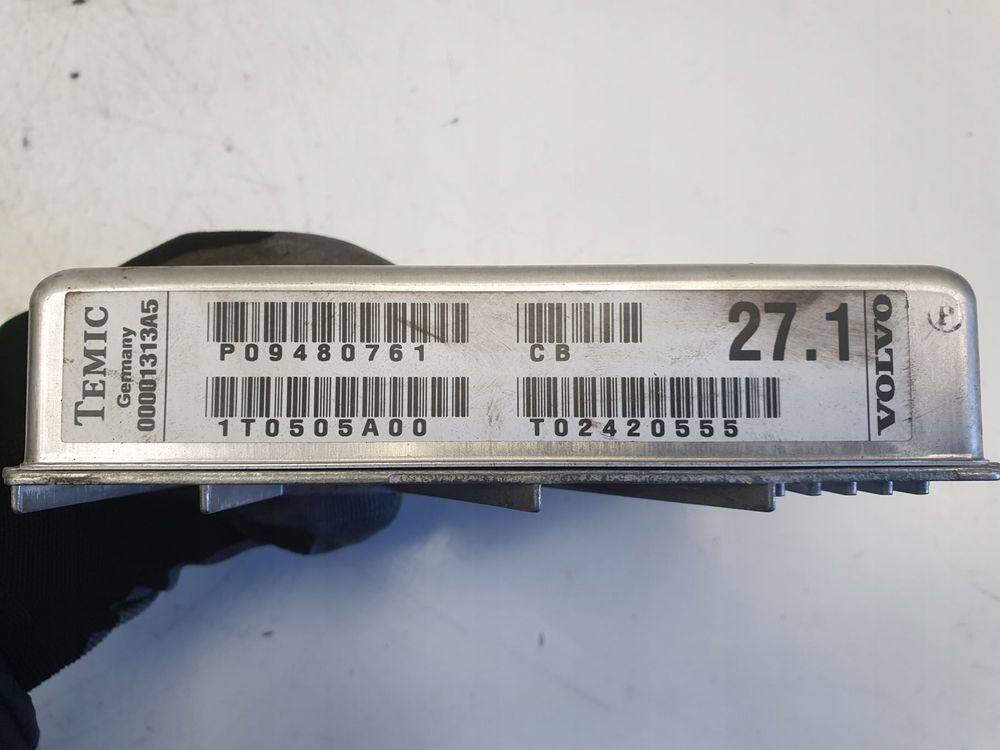 TEMIC
Germany
00001313A5
P09480761
CB
27.1
1T0505A00
T02420555
VOLVO